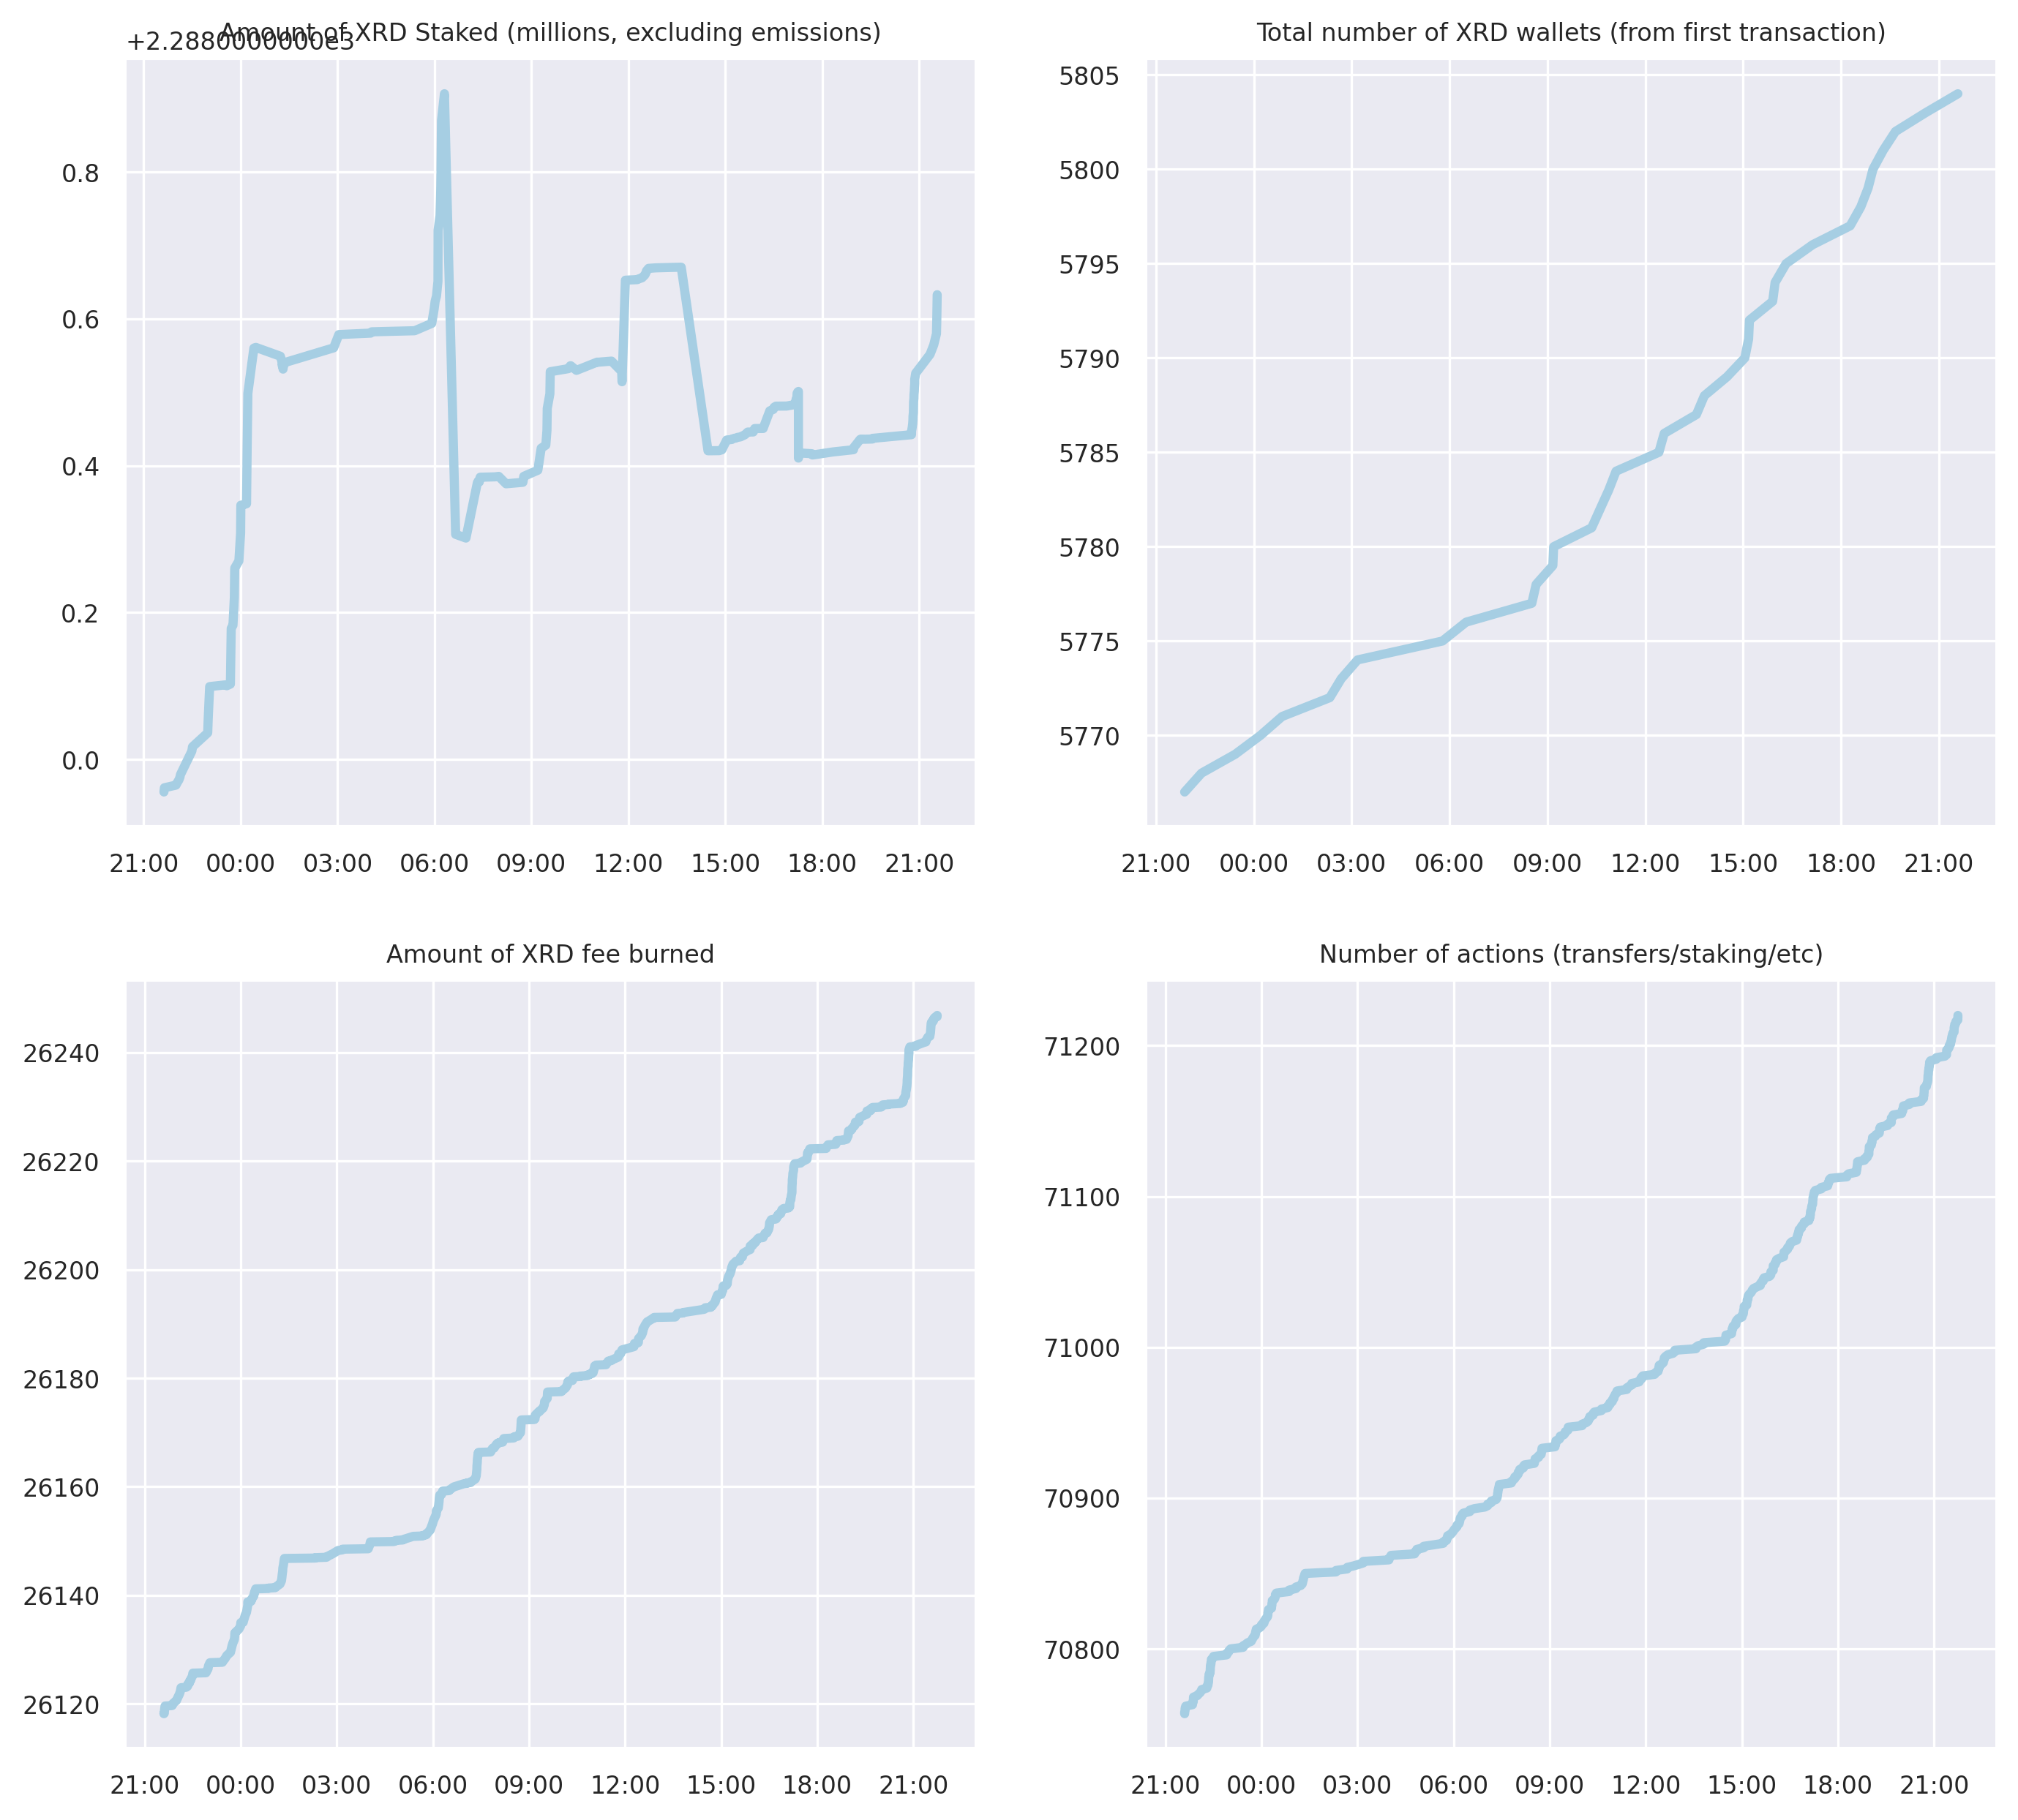 Amount of XRD Staked (millions, excluding emissions)
+2.2880000000e3
0.8
0.6
0.4
0.2
0.0
21:00 00:00 03:00 06:00 09:00 12:00 15:00 18:00 21:00
Total number of XRD wallets (from first transaction)
5805
5800
5795
5790
5785
5780
5775
5770
21:00 00:00 03:00 06:00 09:00 12:00 15:00 18:00 21:00
Amount of XRD fee burned
26240
26220
26200
26180
26160
26140
26120
21:00 00:00 03:00 06:00 09:00 12:00 15:00 18:00 21:00
Number of actions (transfers/staking/etc)
71200
71100
71000
70900
70800
21:00 00:00 03:00 06:00 09:00 12:00 15:00 18:00 21:00